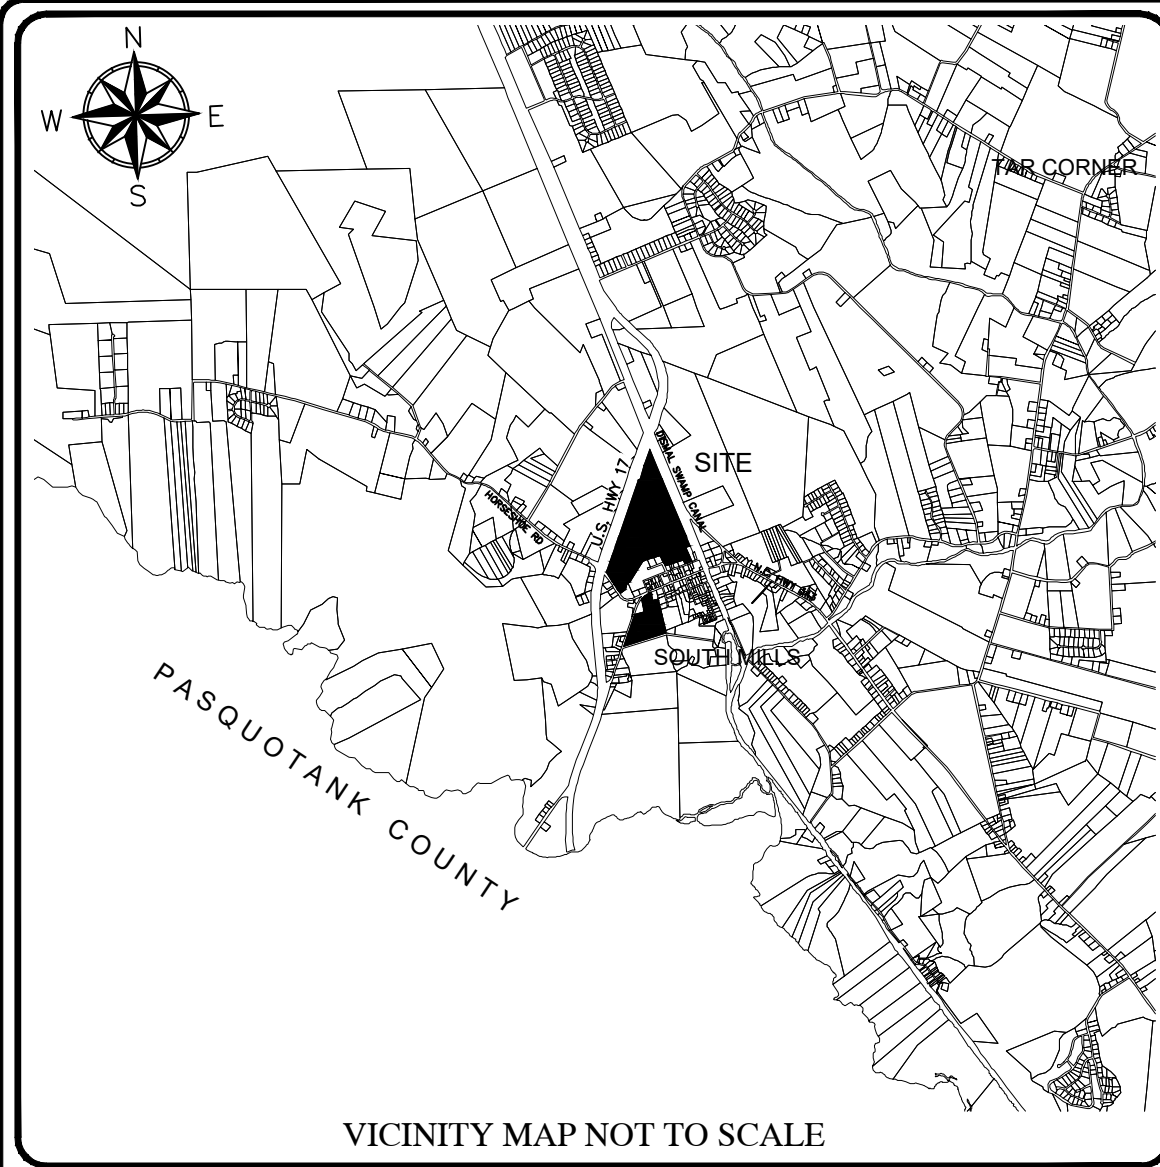 N
W E
S
TAR CORNER
SITE
DISMAL SWAMP CANAL
U.S. HWY 17
HORSESHOE RD
SOUTH MILLS
PASQUOTANK COUNTY
VICINITY MAP NOT TO SCALE